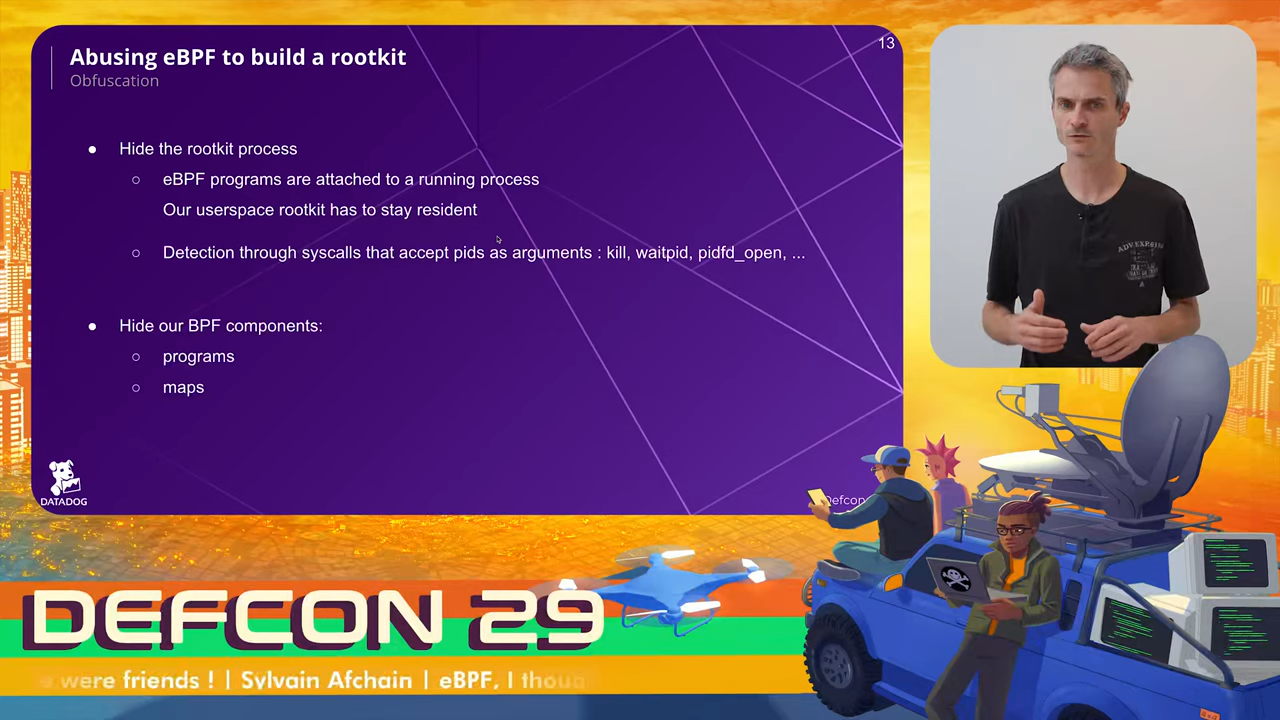 Abusing eBPF to build a rootkit
Obfuscation
13
● Hide the rootkit process
○ eBPF programs are attached to a running process
Our userspace rootkit has to stay resident
○ Detection through syscalls that accept pids as arguments : kill, waitpid, pidfd_open, ...
● Hide our BPF components:
○ programs
○ maps
DATADOG
Defcon
DEFCON 29
were friends ! | Sylvain Afchain | eBPF, I thou